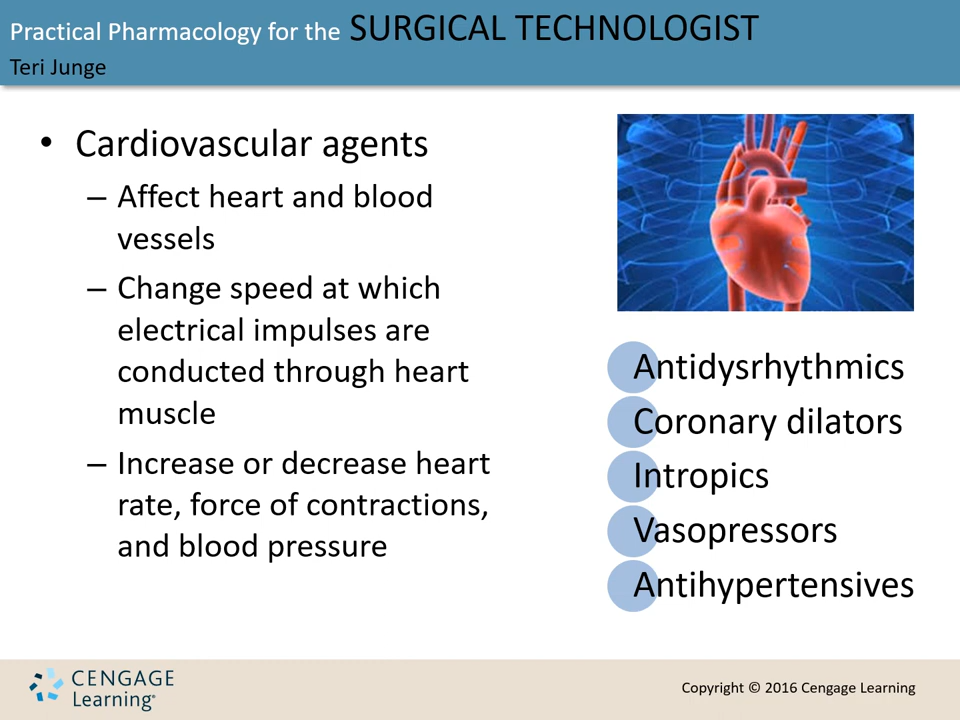 Practical Pharmacology for the SURGICAL TECHNOLOGIST
Teri Junge
• Cardiovascular agents
– Affect heart and blood
vessels
– Change speed at which
electrical impulses are
conducted through heart
muscle
– Increase or decrease heart
rate, force of contractions,
and blood pressure
Antidysrhythmics
Coronary dilators
Intropics
Vasopressors
Antihypertensives
CENGAGE
Learning®
Copyright © 2016 Cengage Learning